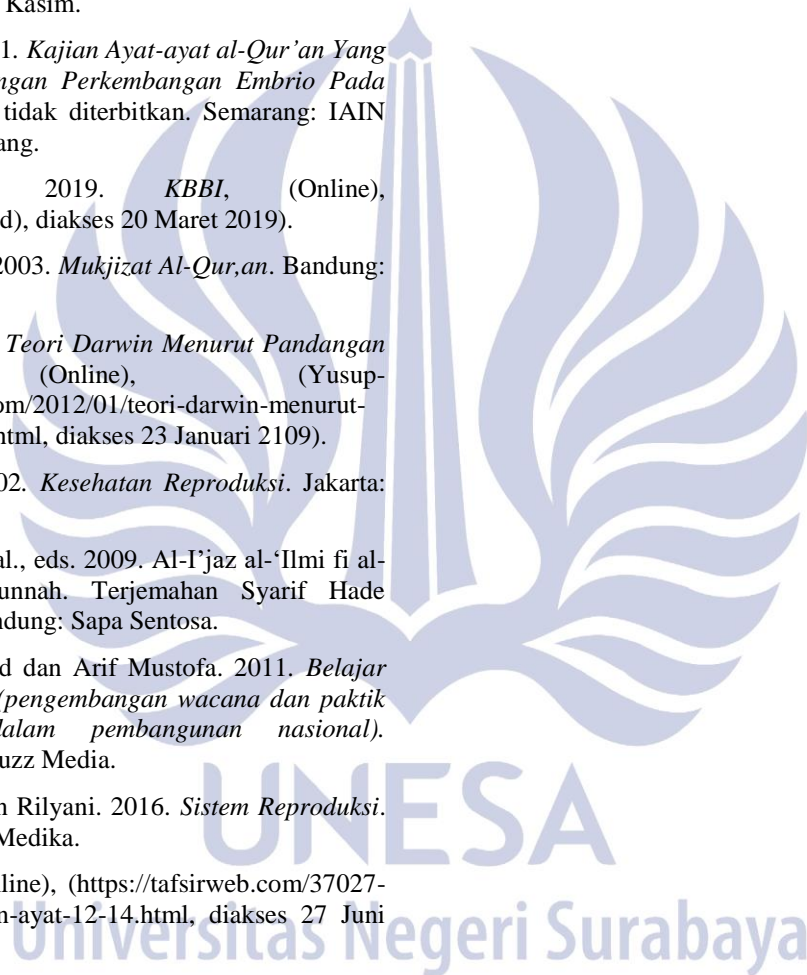 Kasim.
1. Kajian Ayat-ayat al-Qur’an Yang
ngan Perkembangan Embrio Pada
tidak diterbitkan. Semarang: IAIN
ang.
2019. KBBI, (Online),
d), diakses 20 Maret 2019).
2003. Mukjizat Al-Qur,an. Bandung:
Teori Darwin Menurut Pandangan
(Online), (Yusup-
om/2012/01/teori-darwin-menurut-
html, diakses 23 Januari 2109).
02. Kesehatan Reproduksi. Jakarta:
al., eds. 2009. Al-I’jaz al-‘Ilmi fi al-
unnah. Terjemahan Syarif Hade
ndung: Sapa Sentosa.
d dan Arif Mustofa. 2011. Belajar
(pengembangan wacana dan paktik
dalam pembangunan nasional).
uzz Media.
n Rilyani. 2016. Sistem Reproduksi.
Medika.
line), (https://tafsirweb.com/37027-
n-ayat-12-14.html, diakses 27 Juni
UNESA
Universitas Negeri Surabaya